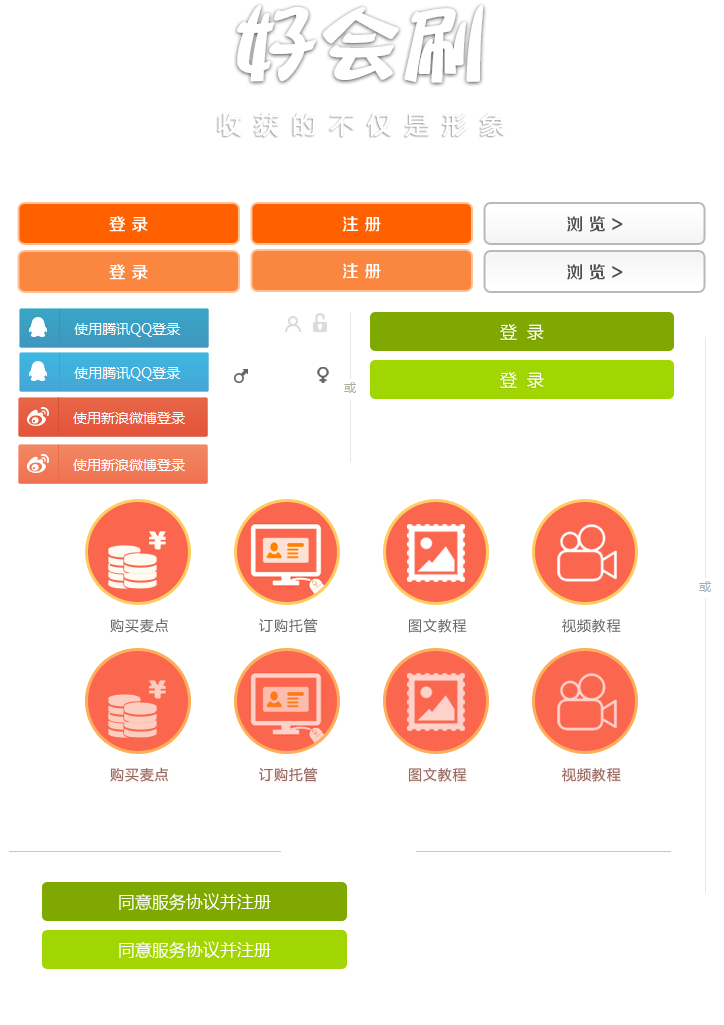 好会刷
收获的不仅是形象
登录 注册 浏览 >
登录 注册 浏览 >
使用腾讯QQ登录
登录
使用腾讯QQ登录
或
登录
使用新浪微博登录
使用新浪微博登录
或
购买麦点 订购托管 图文教程 视频教程
购买麦点 订购托管 图文教程 视频教程
同意服务协议并注册
同意服务协议并注册